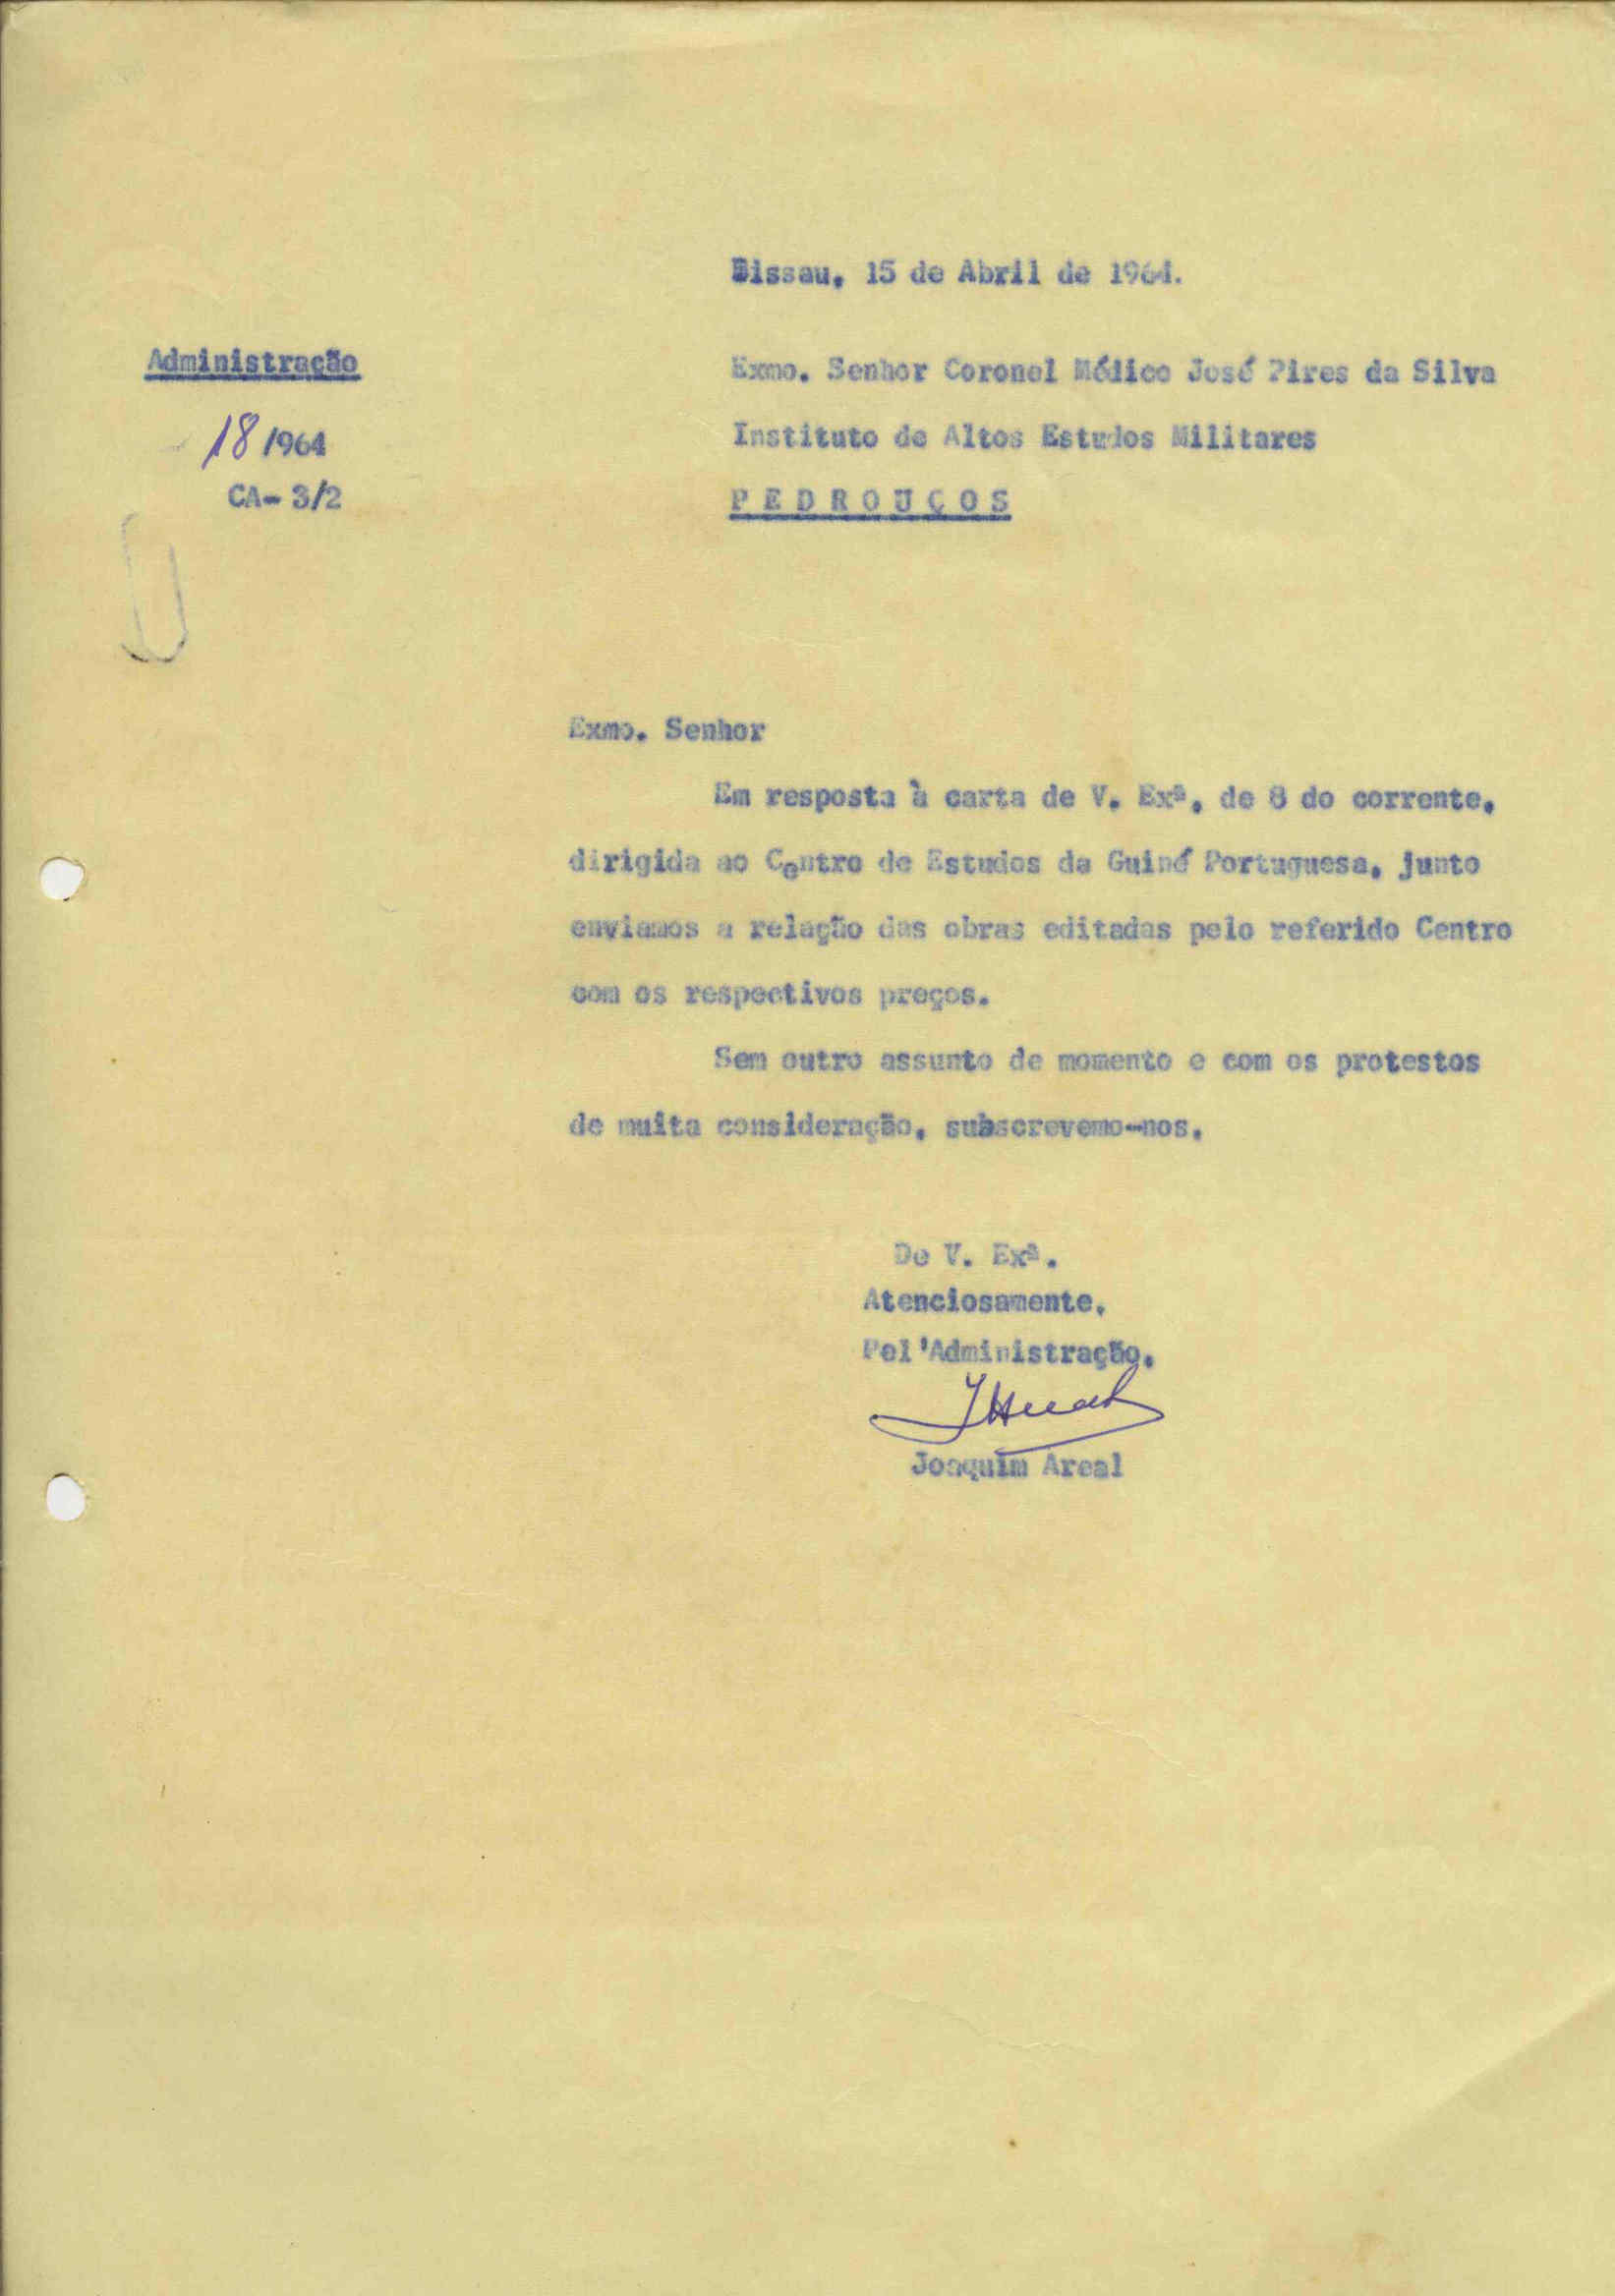 Bissau, 15 de Abril de 1964.
Administração
Exmo. Senhor Coronel Médico José Pires da Silva
18/964
Instituto de Altos Estudos Militares
CA- 3/2
PEDROUÇOS
Exmo. Senhor
Em resposta à carta de V. Exª. de 8 do corrente,
dirigida ao Centro de Estudos da Guiné Portuguesa, junto
enviamos a relação das obras editadas pelo referido Centro
com os respectivos preços.
Sem outro assunto de momento e com os protestos
de muita consideração, subscrevemo-nos,
De V. Exª.
Atenciosamente,
Pel'Administração,
Joaquim Areal